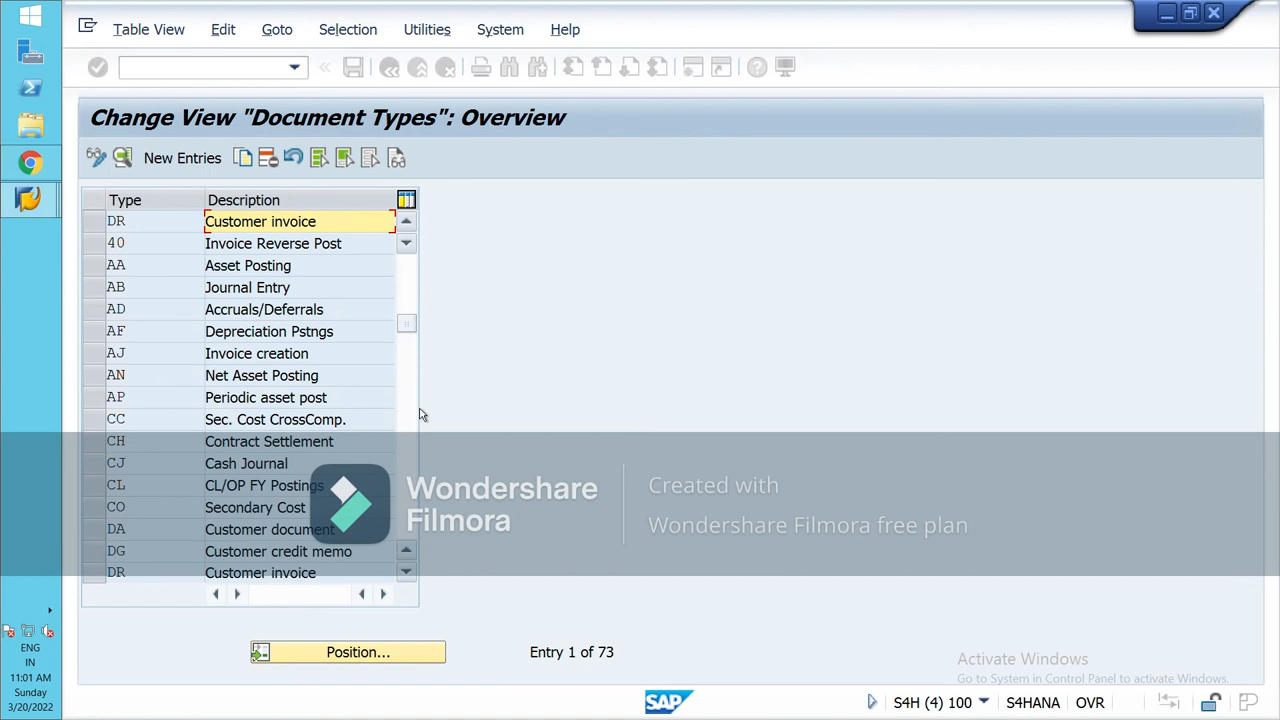 Table View Edit Goto Selection Utilities System Help
Change View "Document Types": Overview
New Entries
Type Description
DR Customer invoice
40 Invoice Reverse Post
AA Asset Posting
AB Journal Entry
AD Accruals/Deferrals
AF Depreciation Pstngs
AJ Invoice creation
AN Net Asset Posting
AP Periodic asset post
CC Sec. Cost CrossComp.
CH Contract Settlement
CJ Cash Journal
CL CL/OP FY Postings
CO Secondary Cost
DA Customer document
DG Customer credit memo
DR Customer invoice
Wondershare
Filmora
Created with
Wondershare Filmora free plan
Position... Entry 1 of 73
Activate Windows
Go to System in Control Panel to activate Windows.
SAP S4H (4) 100 S4HANA OVR
ENG
IN
11:01 AM
Sunday
3/20/2022